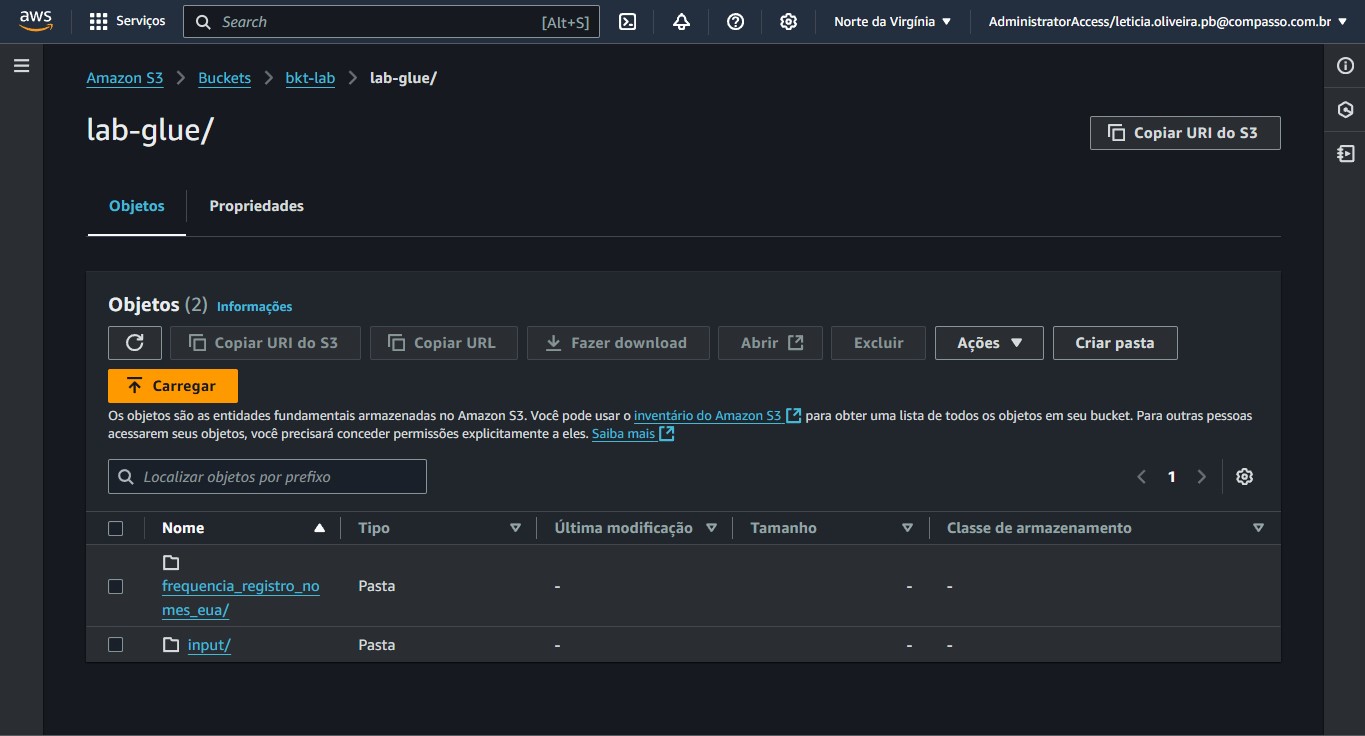 aws
Serviços
Search
[Alt+S]
Norte da Virgínia
AdministratorAccess/leticia.oliveira.pb@compasso.com.br
Amazon S3
Buckets
bkt-lab
lab-glue/
lab-glue/
Copiar URI do S3
Objetos
Propriedades
Objetos (2)
Informações
Copiar URI do S3
Copiar URL
Fazer download
Abrir
Excluir
Ações
Criar pasta
Carregar
Os objetos são as entidades fundamentais armazenadas no Amazon S3. Você pode usar o inventário do Amazon S3 para obter uma lista de todos os objetos em seu bucket. Para outras pessoas
acessarem seus objetos, você precisará conceder permissões explicitamente a eles. Saiba mais
Localizar objetos por prefixo
1
Nome
Tipo
Última modificação
Tamanho
Classe de armazenamento
frequencia_registro_no
mes_eua/
Pasta
-
-
-
input/
Pasta
-
-
-